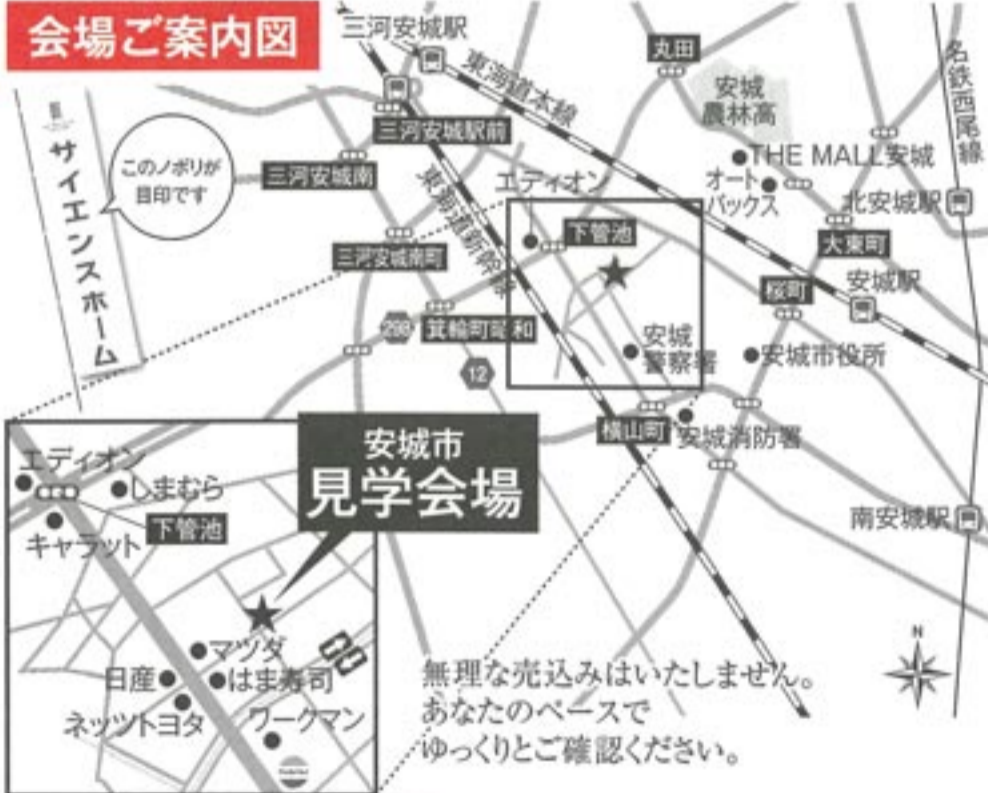 会場ご案内図
サイエンスホーム
このノボリが
目印です
三河安城駅
東海道本線
丸田
安城
農林高
名鉄西尾線
三河安城駅前
三河安城南
東海道新幹線
エディオン
THE MALL安城
オート
バックス
北安城駅
下管池
大東町
三河安城南町
桜町
安城駅
298
箕輪町昭和
12
安城
警察署
安城市役所
横山町
安城消防署
南安城駅
安城市
見学会場
エディオン
しまむら
下管池
キャラット
マツダ
日産
はま寿司
ネッツトヨタ
ワークマン
N
無理な売込みはいたしません。
あなたのペースで
ゆっくりとご確認ください。